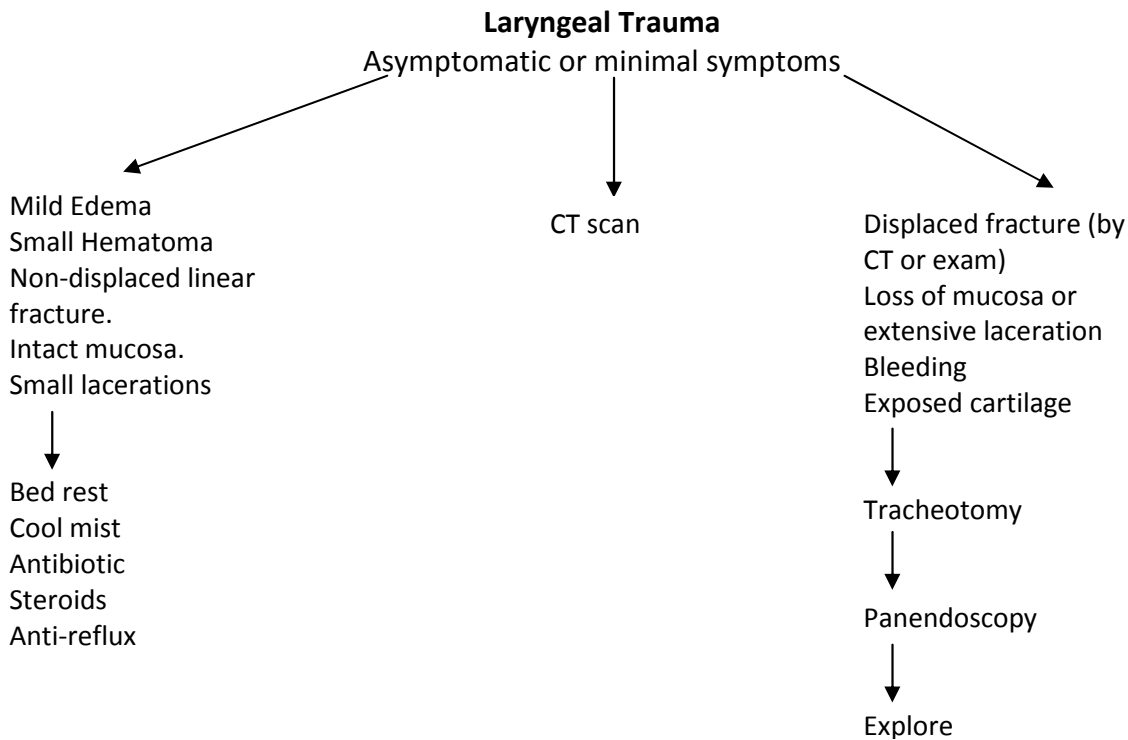 Laryngeal Trauma
Asymptomatic or minimal symptoms
Mild Edema
Small Hematoma
Non-displaced linear
fracture.
Intact mucosa.
Small lacerations
Bed rest
Cool mist
Antibiotic
Steroids
Anti-reflux
CT scan
Displaced fracture (by
CT or exam)
Loss of mucosa or
extensive laceration
Bleeding
Exposed cartilage
Tracheotomy
Panendoscopy
Explore